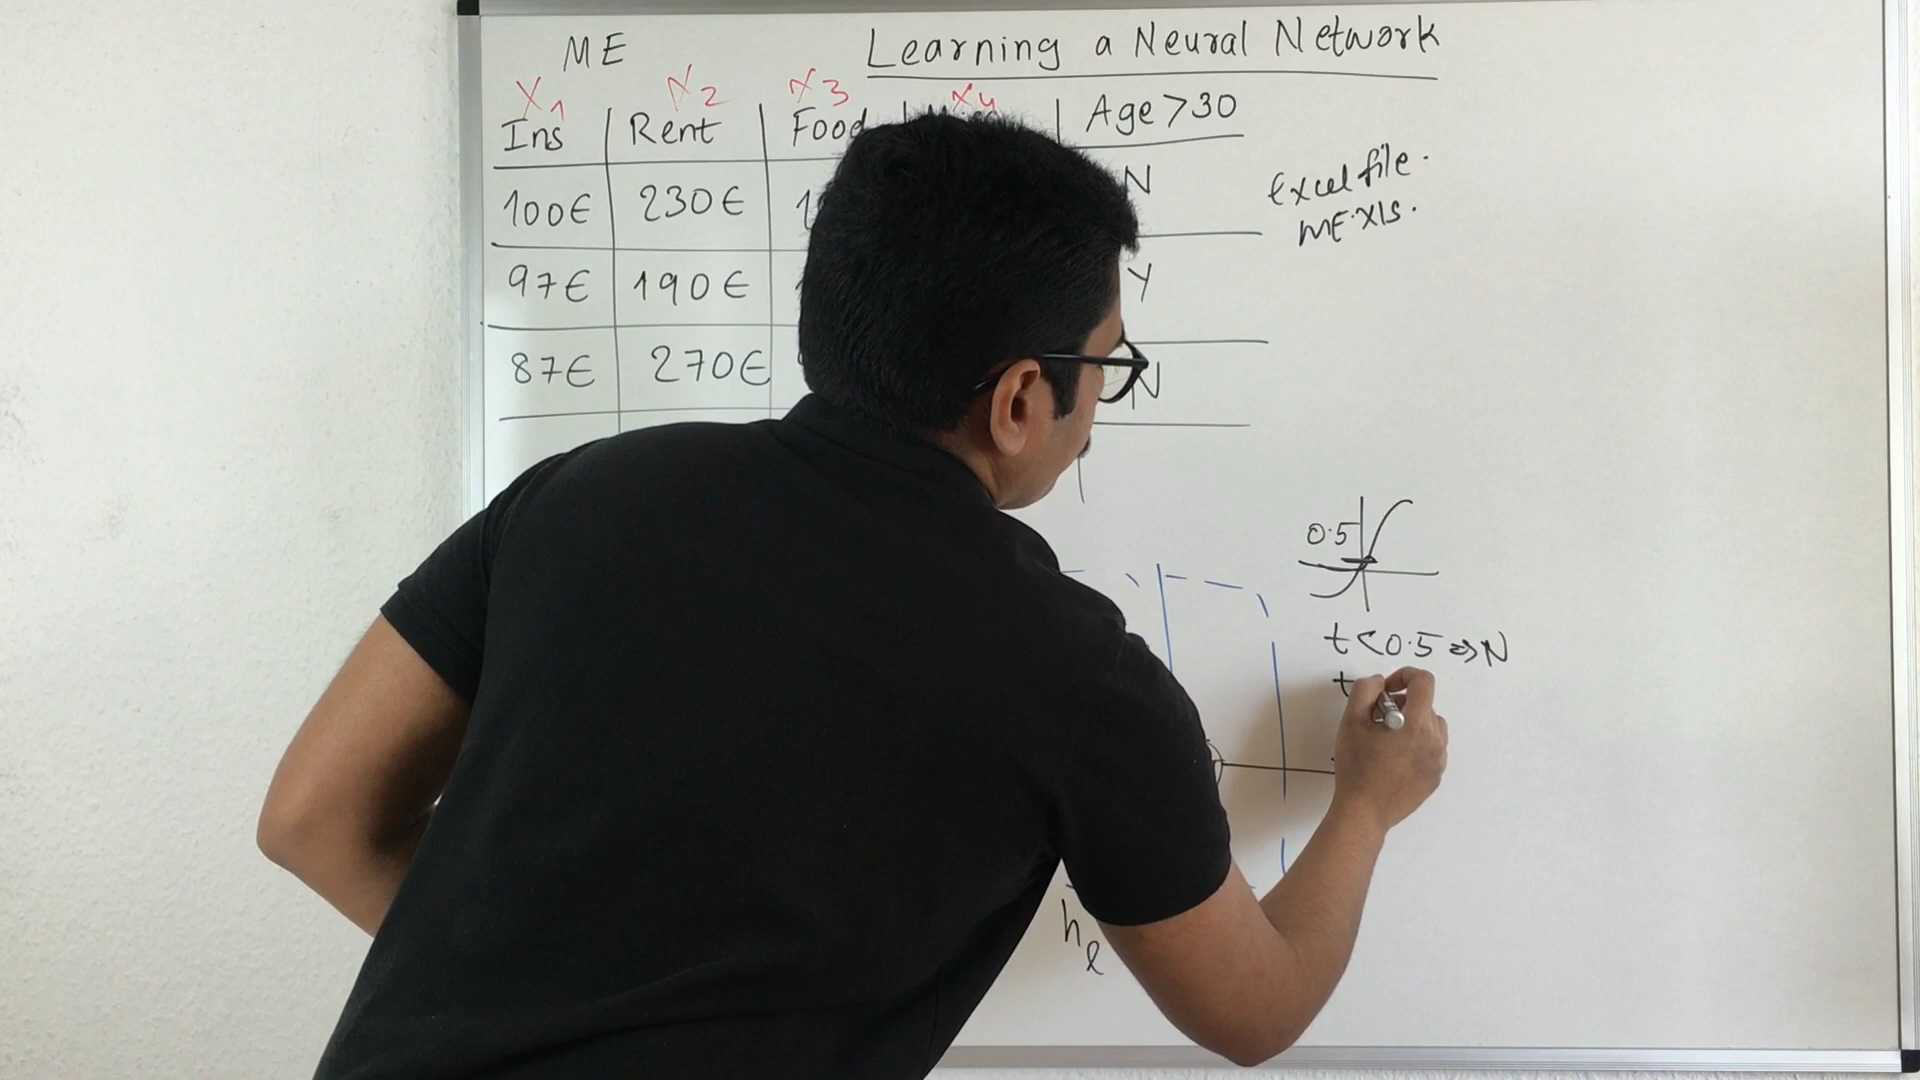 ME
Learning a Neural Network
X1 X2 X3 X4
Ins Rent Food Age >30
100€ 230€ N
97€ 190€ Y
87€ 270€ N
Excel file.
ME.XlS.
0.5
t<0.5 => N
t
hl